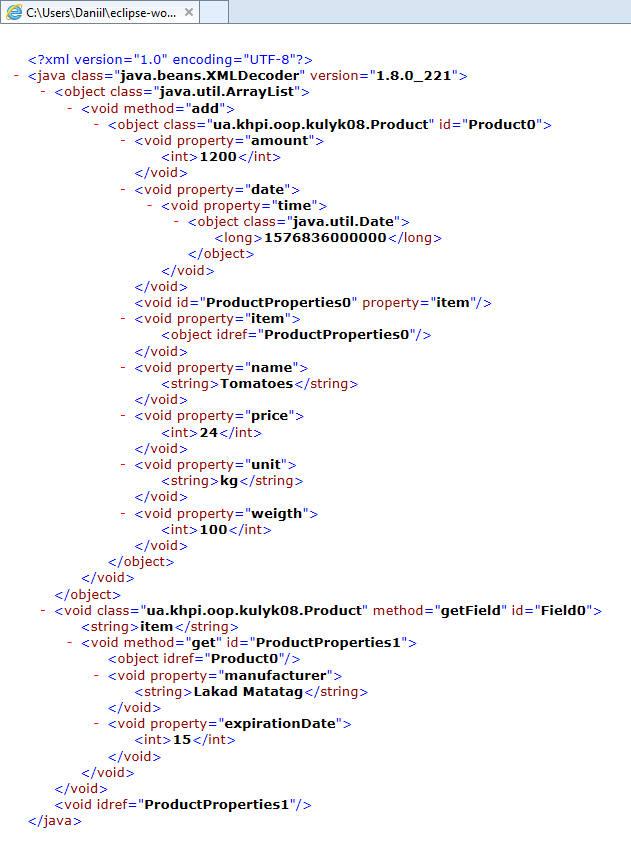 C:\Users\Daniil\eclipse-wo...
<?xml version="1.0" encoding="UTF-8"?>
- <java class="java.beans.XMLDecoder" version="1.8.0_221">
- <object class="java.util.ArrayList">
- <void method="add">
- <object class="ua.khpi.oop.kulyk08.Product" id="Product0">
- <void property="amount">
<int>1200</int>
</void>
- <void property="date">
- <void property="time">
- <object class="java.util.Date">
<long>1576836000000</long>
</object>
</void>
</void>
<void id="ProductProperties0" property="item"/>
- <void property="item">
<object idref="ProductProperties0"/>
</void>
- <void property="name">
<string>Tomatoes</string>
</void>
- <void property="price">
<int>24</int>
</void>
- <void property="unit">
<string>kg</string>
</void>
- <void property="weigth">
<int>100</int>
</void>
</object>
</void>
</object>
- <void class="ua.khpi.oop.kulyk08.Product" method="getField" id="Field0">
<string>item</string>
- <void method="get" id="ProductProperties1">
<object idref="Product0"/>
- <void property="manufacturer">
<string>Lakad Matatag</string>
</void>
- <void property="expirationDate">
<int>15</int>
</void>
</void>
</void>
<void idref="ProductProperties1"/>
</java>